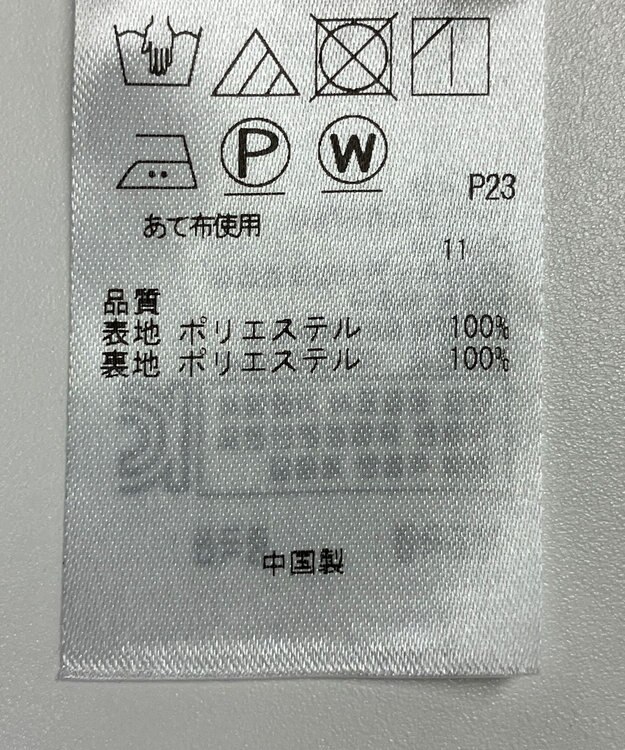 P W
P23
あて布使用
11
品質
表地 ポリエステル 100%
裏地 ポリエステル 100%
中国製